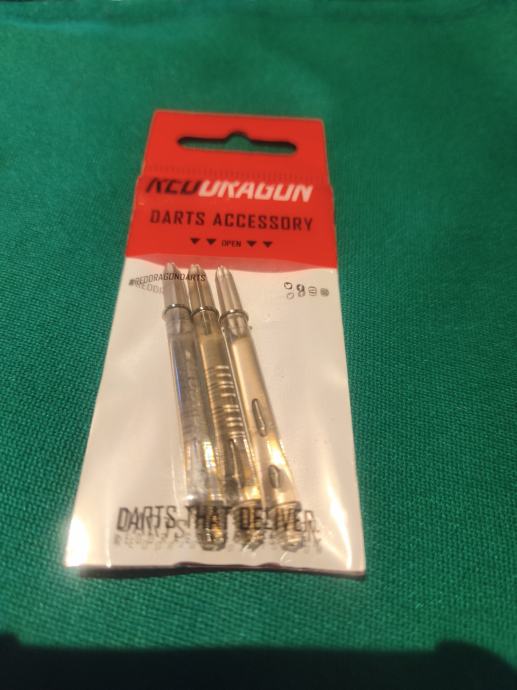 REDDRAGON
DARTS ACCESSORY
OPEN
#REDDRAGONDARTS
DARTS THAT DELIVER.